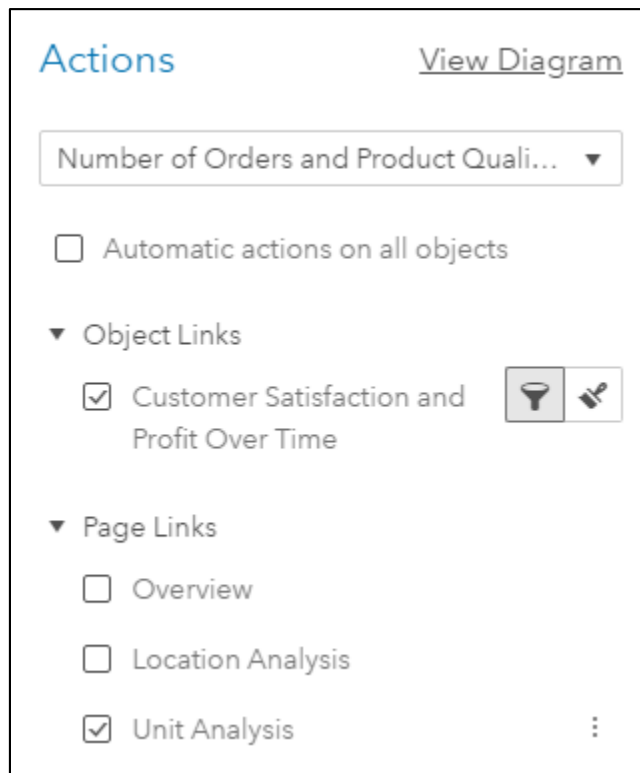 Actions
View Diagram
Number of Orders and Product Quali...
Automatic actions on all objects
Object Links
Customer Satisfaction and
Profit Over Time
Page Links
Overview
Location Analysis
Unit Analysis